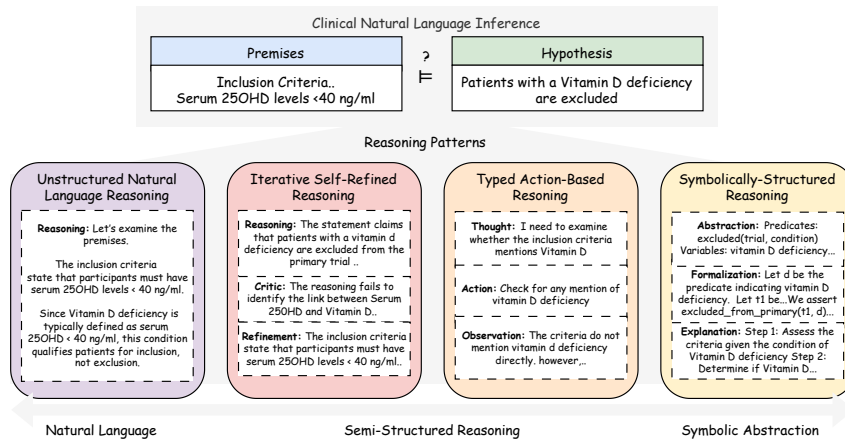 Clinical Natural Language Inference
Premises
Inclusion Criteria..
Serum 25OHD levels <40 ng/ml
?
⊨
Hypothesis
Patients with a Vitamin D deficiency
are excluded
Reasoning Patterns
Unstructured Natural
Language Reasoning
Reasoning: Let's examine the
premises.
The inclusion criteria
state that participants must have
serum 25OHD levels < 40 ng/ml.
Since Vitamin D deficiency is
typically defined as serum
25OHD < 40 ng/ml, this condition
qualifies patients for inclusion,
not exclusion.
Iterative Self-Refined
Reasoning
Reasoning: The statement claims
that patients with a vitamin d
deficiency are excluded from the
primary trial ..
Critic: The reasoning fails to
identify the link between Serum
25OHD and Vitamin D..
Refinement: The inclusion criteria
state that participants must have
serum 25OHD levels < 40 ng/ml..
Typed Action-Based
Resoning
Thought: I need to examine
whether the inclusion criteria
mentions Vitamin D
Action: Check for any mention of
vitamin D deficiency
Observation: The criteria do not
mention vitamin d deficiency
directly. however,..
Symbolically-Structured
Reasoning
Abstraction: Predicates:
excluded(trial, condition)
Variables: vitamin D deficiency...
Formalization: Let d be the
predicate indicating vitamin D
deficiency. Let t1 be...We assert
excluded_from_primary(t1, d)...
Explanation: Step 1: Assess the
criteria given the condition of
Vitamin D deficiency Step 2:
Determine if Vitamin D...
Natural Language
Semi-Structured Reasoning
Symbolic Abstraction